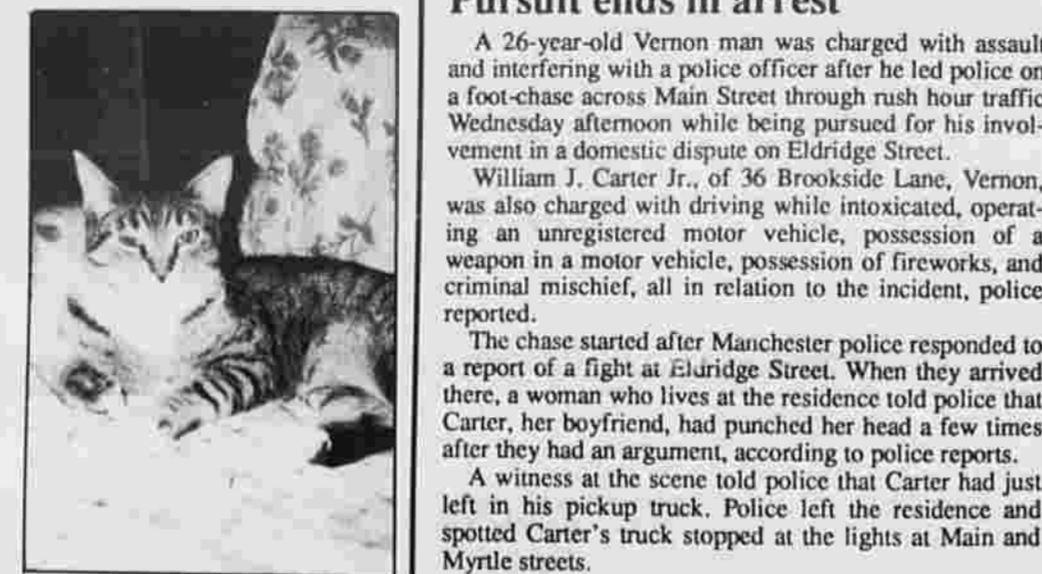 Pursuit ends in arrest
A 26-year-old Vernon man was charged with assault
and interfering with a police officer after he led police on
a foot-chase across Main Street through rush hour traffic
Wednesday afternoon while being pursued for his invol-
vement in a domestic dispute on Eldridge Street.
William J. Carter Jr., of 36 Brookside Lane, Vernon,
was also charged with driving while intoxicated, operat-
ing an unregistered motor vehicle, possession of a
weapon in a motor vehicle, possession of fireworks, and
criminal mischief, all in relation to the incident, police
reported.
The chase started after Manchester police responded to
a report of a fight at Eldridge Street. When they arrived
there, a woman who lives at the residence told police that
Carter, her boyfriend, had punched her head a few times
after they had an argument, according to police reports.
A witness at the scene told police that Carter had just
left in his pickup truck. Police left the residence and
spotted Carter's truck stopped at the lights at Main and
Myrtle streets.